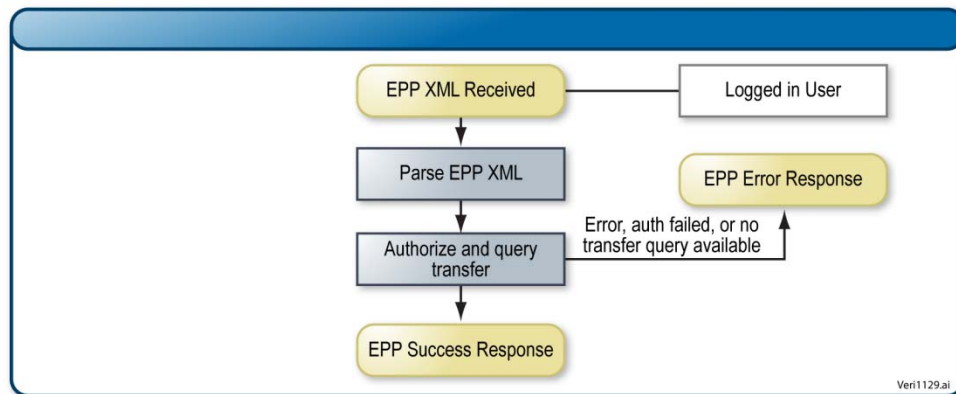 EPP XML Received
Logged in User
Parse EPP XML
EPP Error Response
Error, auth failed, or no
transfer query available
Authorize and query
transfer
EPP Success Response
Veri1129.ai